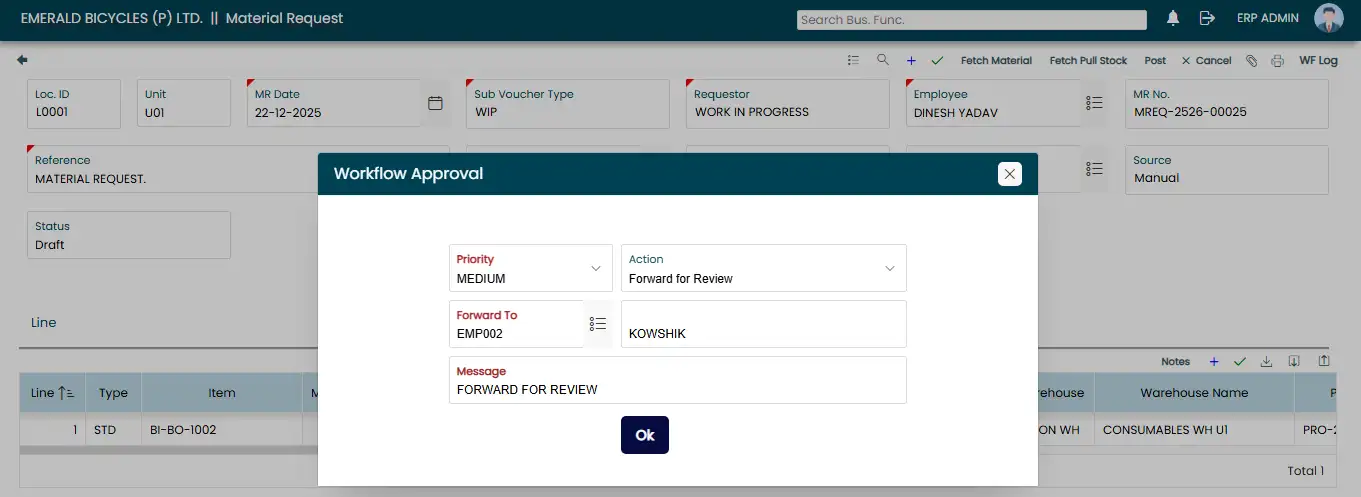 EMERALD BICYCLES (P) LTD. || Material Request
Search Bus. Func.
ERP ADMIN
Fetch Material Fetch Pull Stock Post Cancel WF Log
Loc. ID Unit MR Date Sub Voucher Type Requestor Employee MR No.
L0001 U01 22-12-2025 WIP WORK IN PROGRESS DINESH YADAV MREQ-2526-00025
Reference Source
MATERIAL REQUEST. Manual
Workflow Approval
Status
Draft
Priority Action
MEDIUM Forward for Review
Forward To
EMP002 KOWSHIK
Message
FORWARD FOR REVIEW
Ok
Line
Notes
Line Type Item M rehouse Warehouse Name P
1 STD BI-BO-1002 ON WH CONSUMABLES WH U1 PRO-2
Total 1